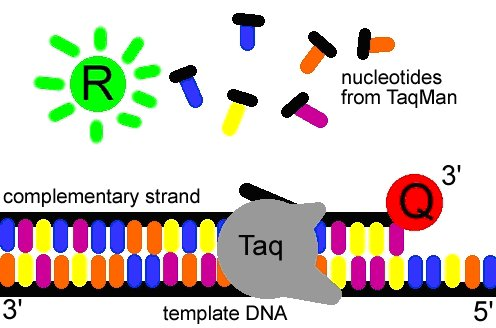 R
nucleotides
from TaqMan
3'
Q
complementary strand
Taq
3'
template DNA
5'